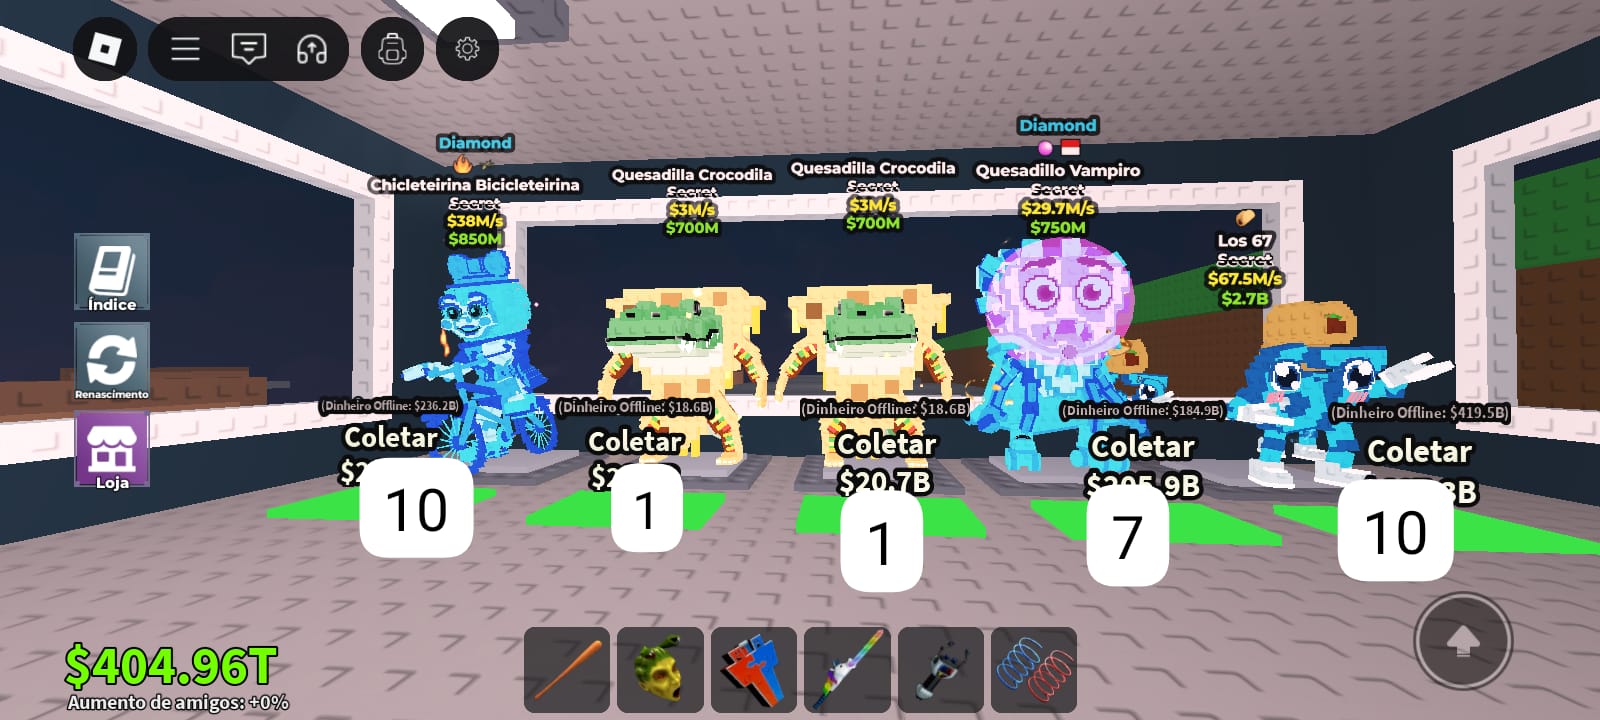 Diamond
Chicleteirina Bicicleteirina
Secret
$38M/s
$850M
Quesadilla Crocodila
Secret
$3M/s
$700M
Quesadilla Crocodila
Secret
$3M/s
$700M
Diamond
Quesadillo Vampiro
Secret
$29.7M/s
$750M
Los 67
Secret
$67.5M/s
$2.7B
Índice
Renascimento
Loja
(Dinheiro Offline: $236.2B)
Coletar
10
(Dinheiro Offline: $18.6B)
Coletar
1
(Dinheiro Offline: $18.6B)
Coletar
$20.7B
1
(Dinheiro Offline: $184.9B)
Coletar
7
(Dinheiro Offline: $419.5B)
Coletar
10
$404.96T
Aumento de amigos: +0%